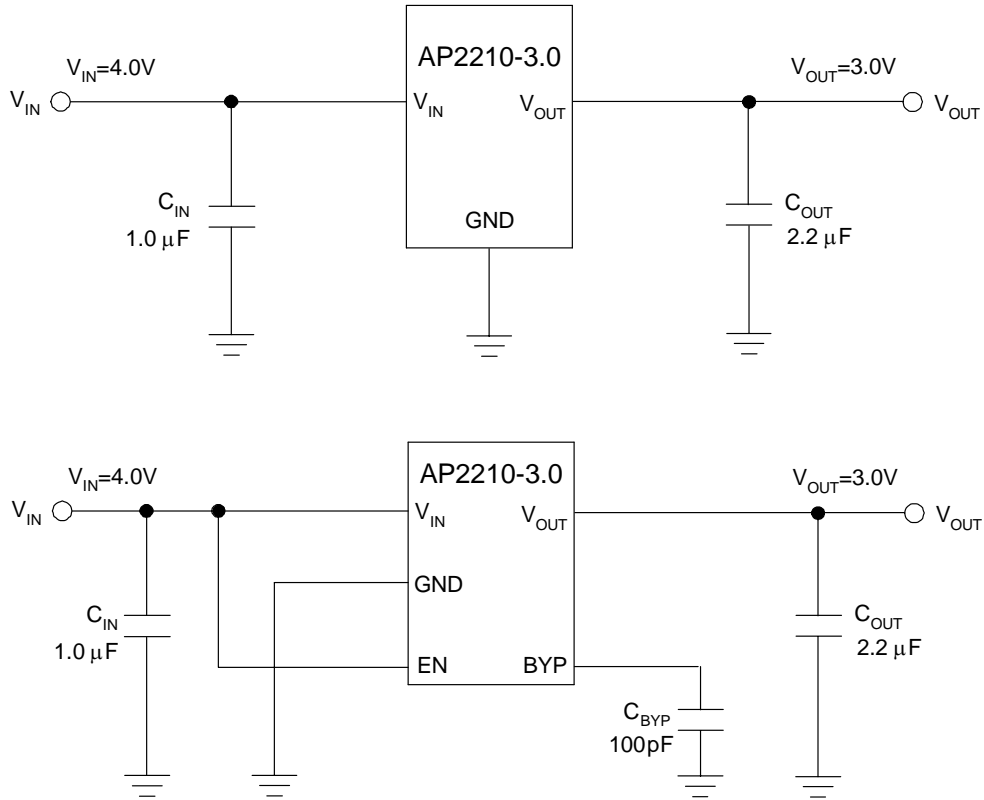 AP2210-3.0
V_IN=4.0V
V_OUT=3.0V
V_IN
V_IN
V_OUT
V_OUT
C_IN
1.0 μF
GND
C_OUT
2.2 μF
AP2210-3.0
V_IN=4.0V
V_OUT=3.0V
V_IN
V_IN
V_OUT
V_OUT
GND
C_IN
1.0 μF
C_OUT
2.2 μF
EN
BYP
C_BYP
100pF